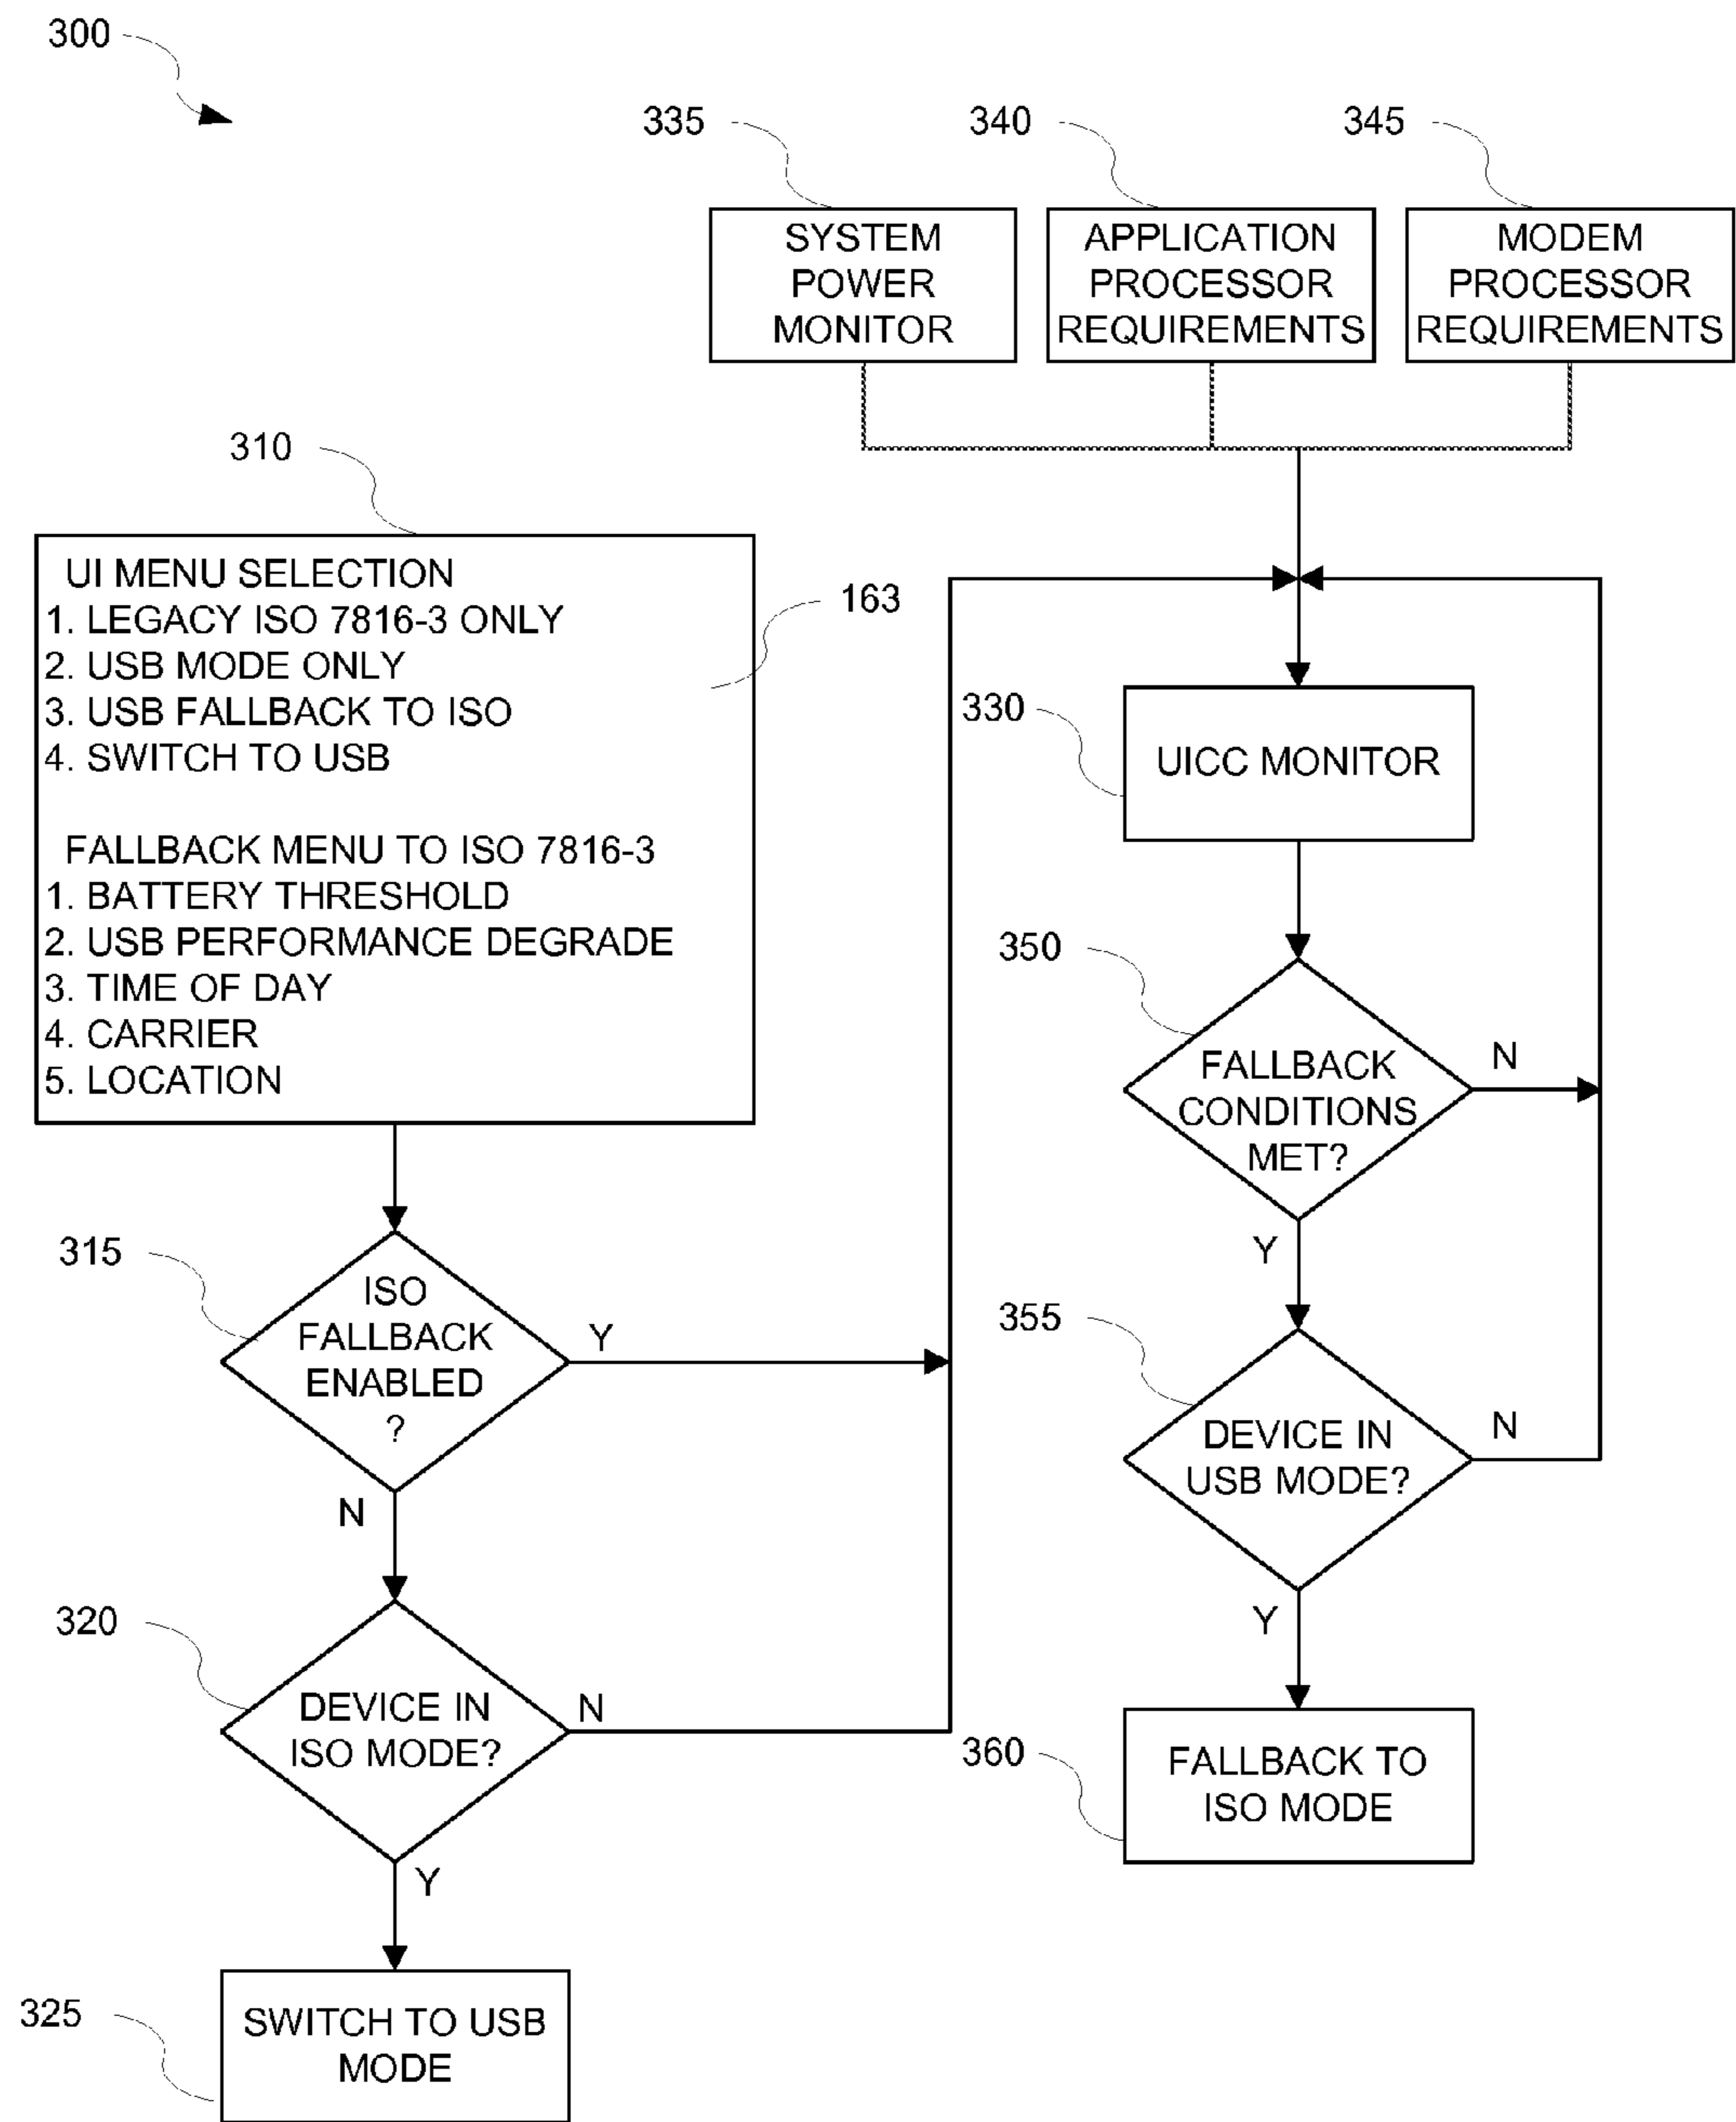 300
335
340
345
SYSTEM
POWER
MONITOR
APPLICATION
PROCESSOR
REQUIREMENTS
MODEM
PROCESSOR
REQUIREMENTS
310
UI MENU SELECTION
1. LEGACY ISO 7816-3 ONLY
2. USB MODE ONLY
3. USB FALLBACK TO ISO
4. SWITCH TO USB
FALLBACK MENU TO ISO 7816-3
1. BATTERY THRESHOLD
2. USB PERFORMANCE DEGRADE
3. TIME OF DAY
4. CARRIER
5. LOCATION
163
330
UICC MONITOR
350
FALLBACK
CONDITIONS
MET?
N
Y
315
ISO
FALLBACK
ENABLED
?
Y
N
355
DEVICE IN
USB MODE?
N
Y
320
DEVICE IN
ISO MODE?
N
Y
360
FALLBACK TO
ISO MODE
325
SWITCH TO USB
MODE